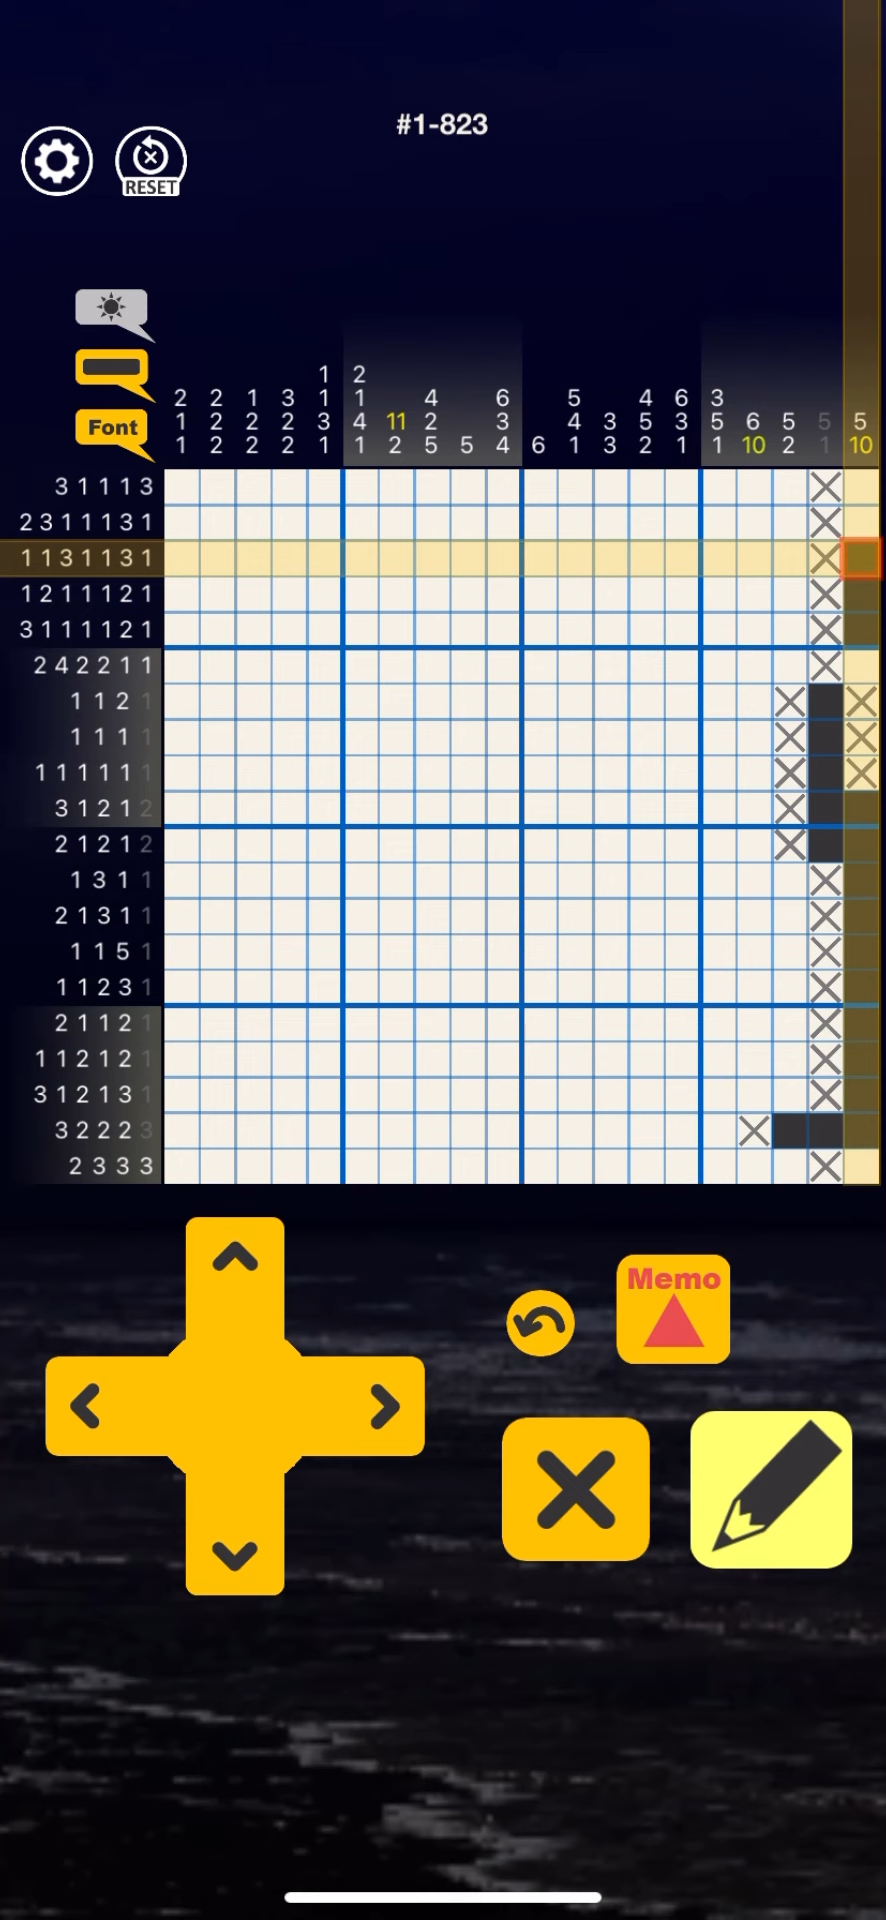 #1-823
RESET
Font
1 2
2 2 1 3 1 1 4 6 5 4 6 3
1 2 2 2 3 4 11 2 3 4 3 5 3 5 6 5 5 5
1 2 2 2 1 1 2 5 5 4 6 1 3 2 1 1 10 2 1 10
3 1 1 1 3
2 3 1 1 1 3 1
1 1 3 1 1 3 1
1 2 1 1 1 2 1
3 1 1 1 1 2 1
2 4 2 2 1 1
1 1 2 1
1 1 1 1
1 1 1 1 1 1
3 1 2 1 2
2 1 2 1 2
1 3 1 1
2 1 3 1 1
1 1 5 1
1 1 2 3 1
2 1 1 2 1
1 1 2 1 2 1
3 1 2 1 3 1
3 2 2 2 3
2 3 3 3
Memo